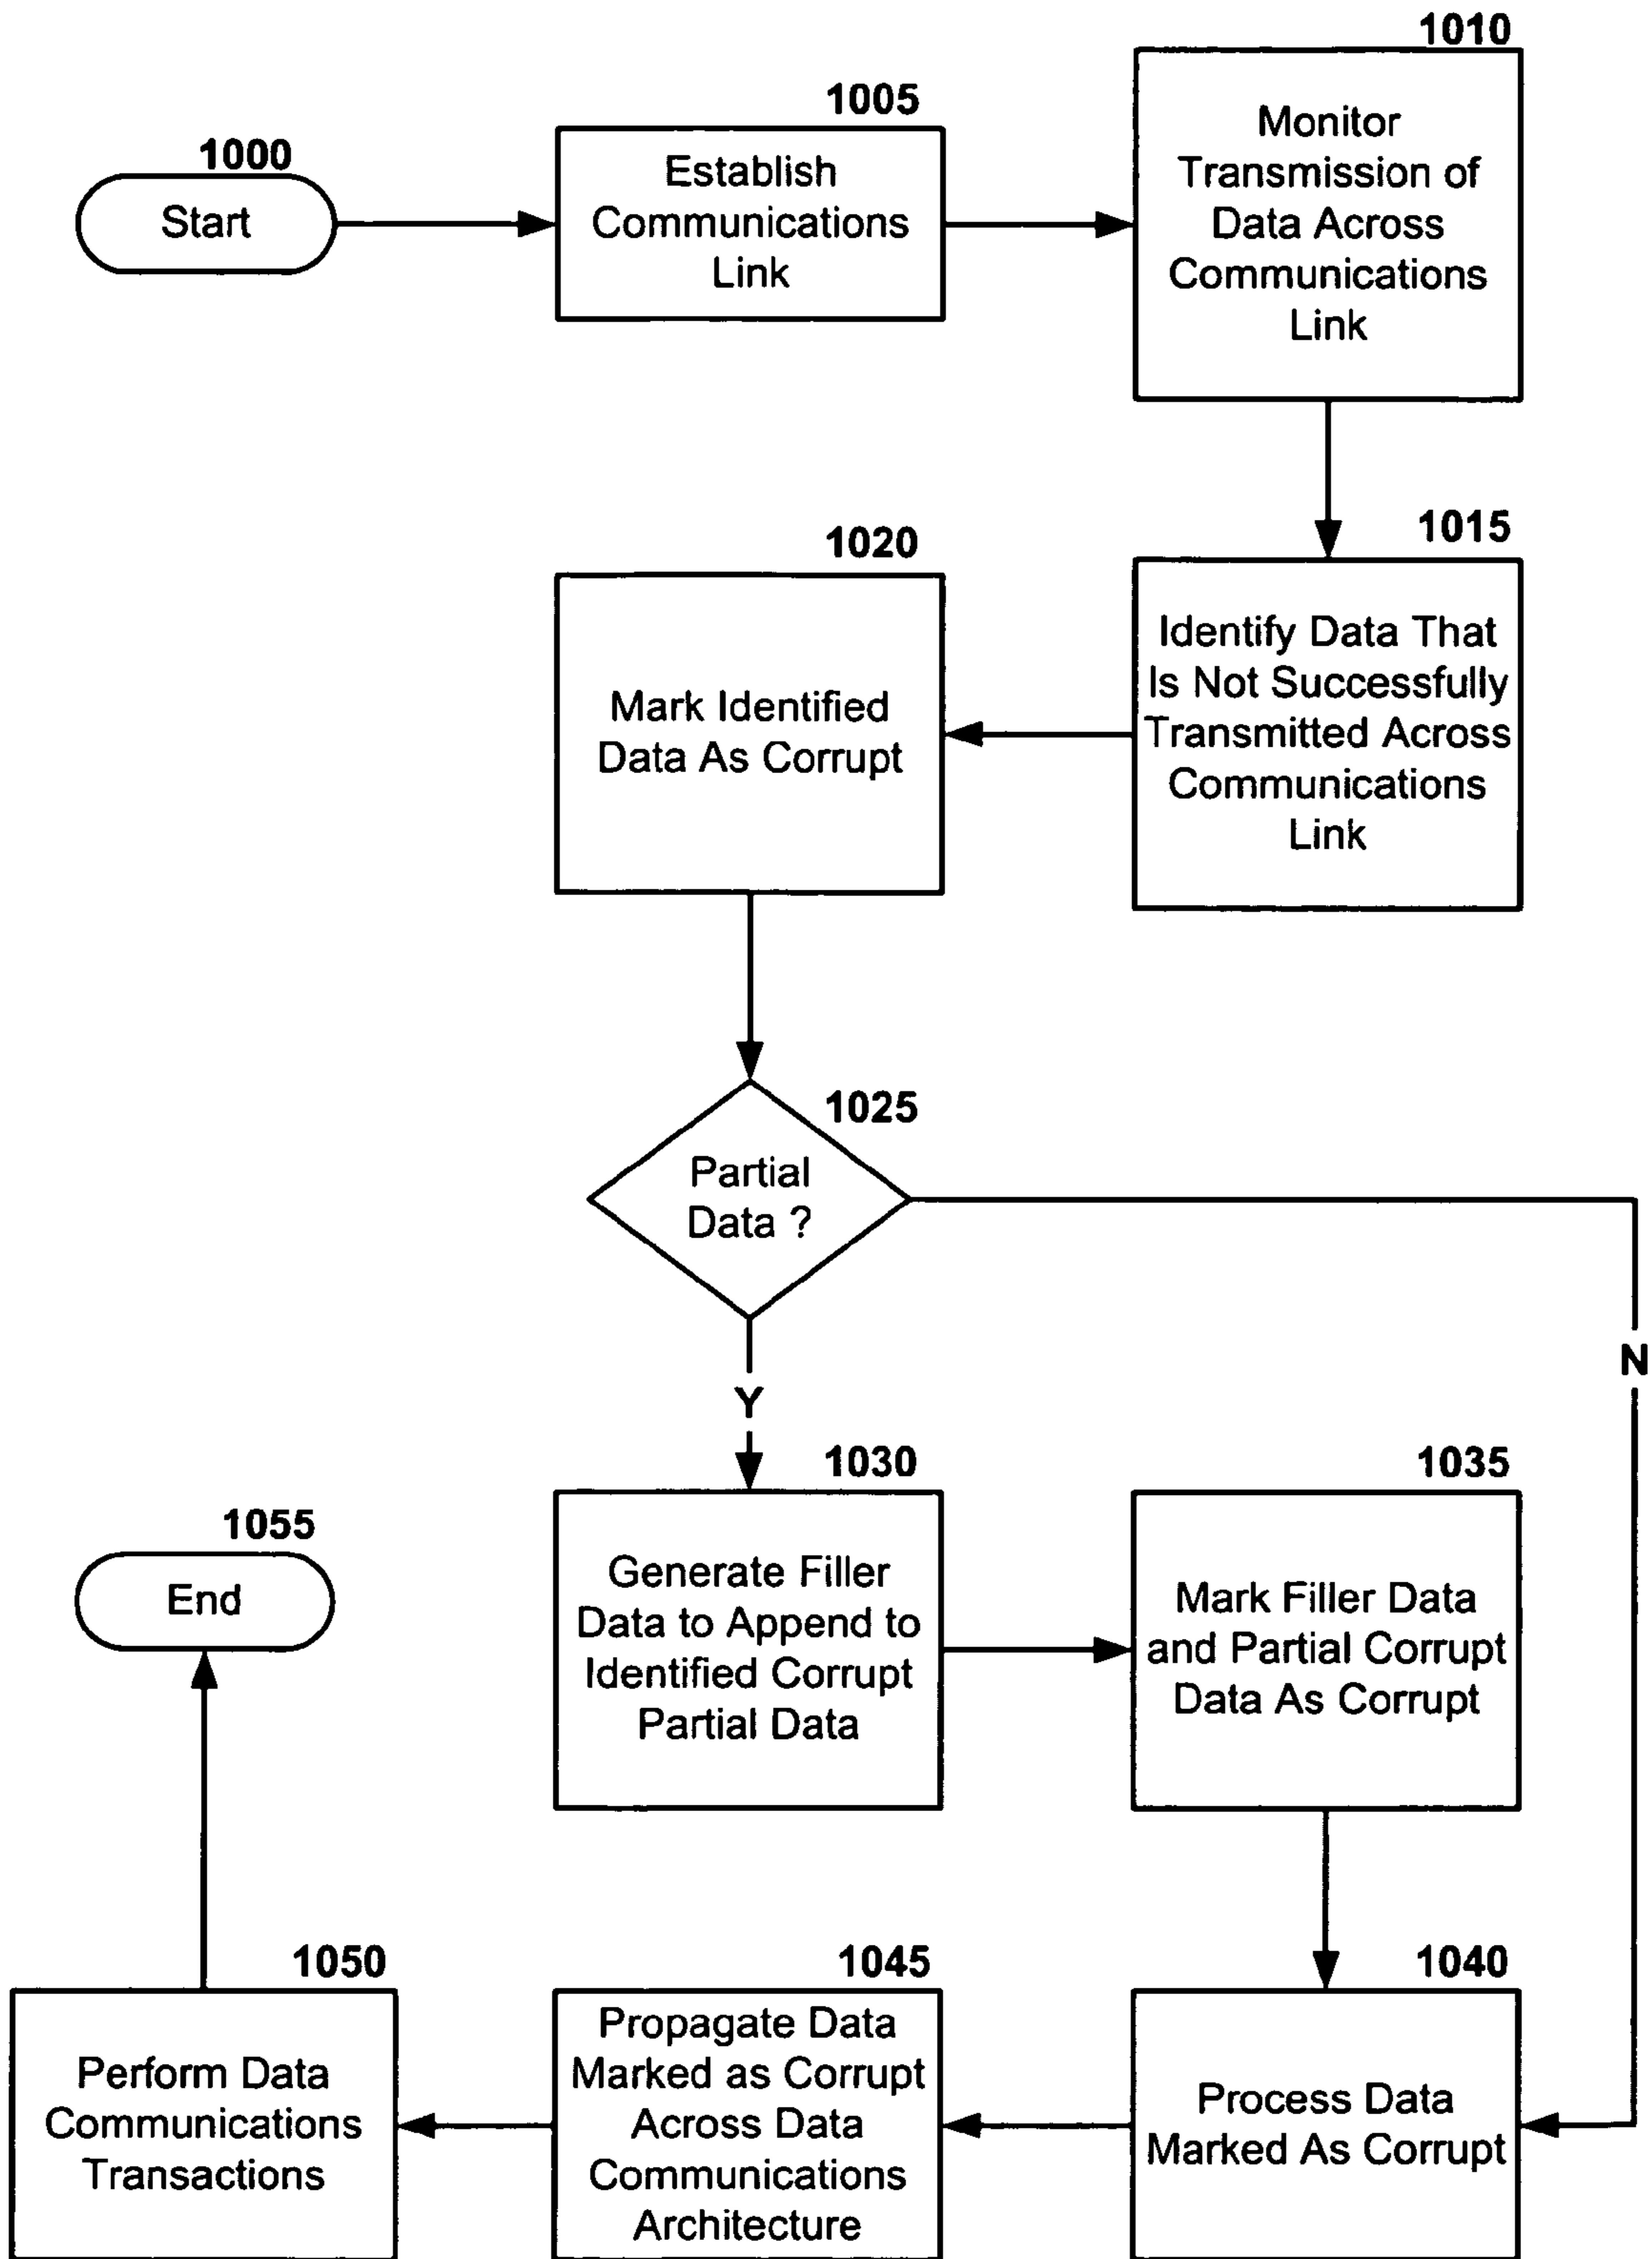 1000
Start
1005
Establish
Communications
Link
1010
Monitor
Transmission of
Data Across
Communications
Link
1015
Identify Data That
Is Not Successfully
Transmitted Across
Communications
Link
1020
Mark Identified
Data As Corrupt
1025
Partial
Data ?
N
Y
1030
Generate Filler
Data to Append to
Identified Corrupt
Partial Data
1035
Mark Filler Data
and Partial Corrupt
Data As Corrupt
1040
Process Data
Marked As Corrupt
1045
Propagate Data
Marked as Corrupt
Across Data
Communications
Architecture
1050
Perform Data
Communications
Transactions
1055
End